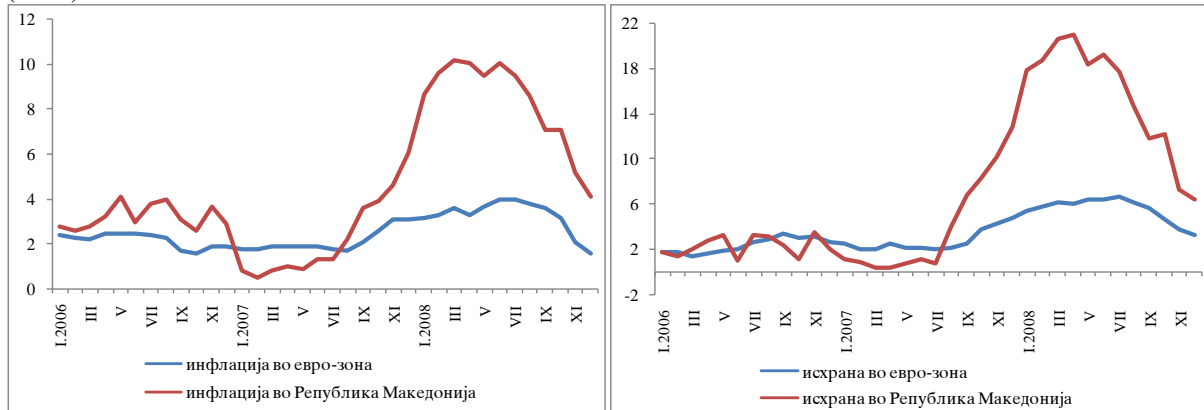 12
10
8
6
4
2
0
I.2006
III
V
VII
IX
XI
I.2007
III
V
VII
IX
XI
I.2008
III
V
VII
IX
XI
инфлација во евро-зона
инфлација во Република Македонија
22
18
14
10
6
2
-2
I.2006
III
V
VII
IX
XI
I.2007
III
V
VII
IX
XI
I.2008
III
V
VII
IX
XI
исхрана во евро-зона
исхрана во Република Македонија